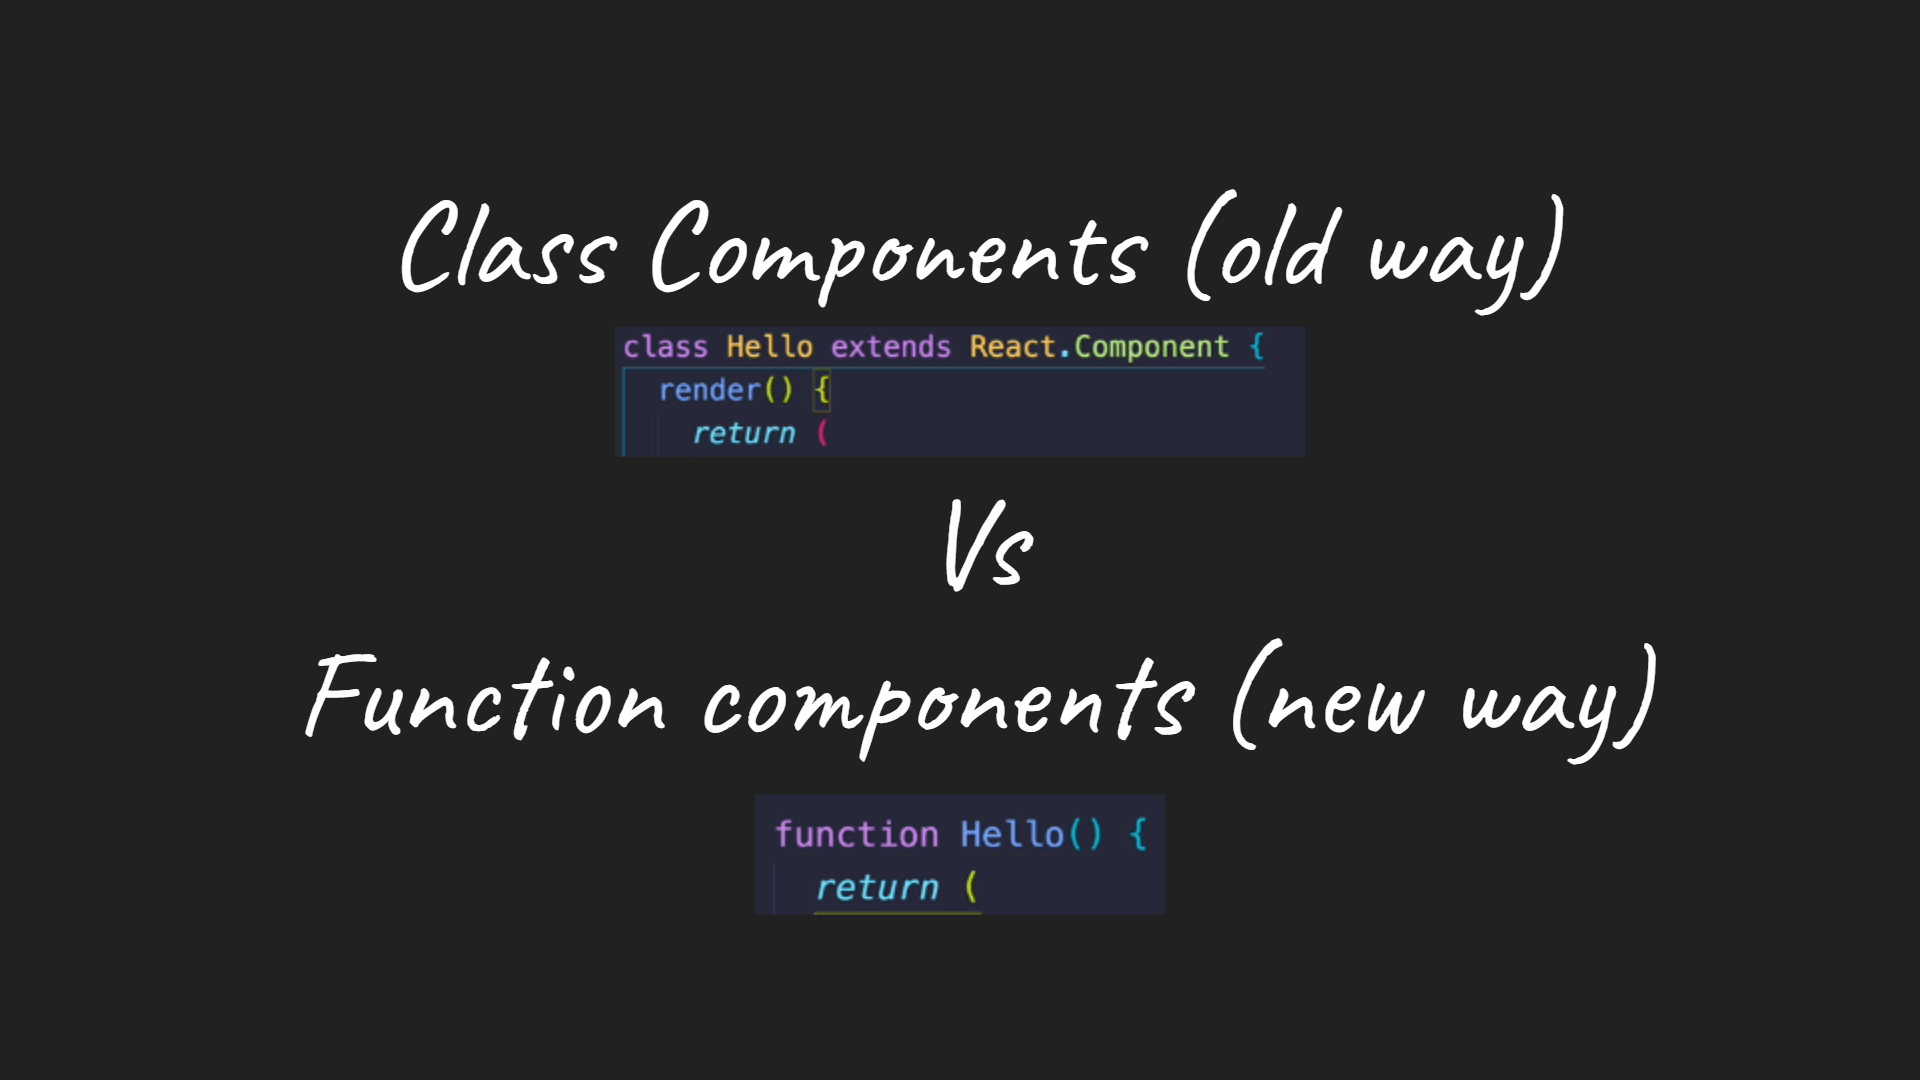 Class Components (old way)
class Hello extends React.Component {
render() {
return (
Vs
Function components (new way)
function Hello() {
return (